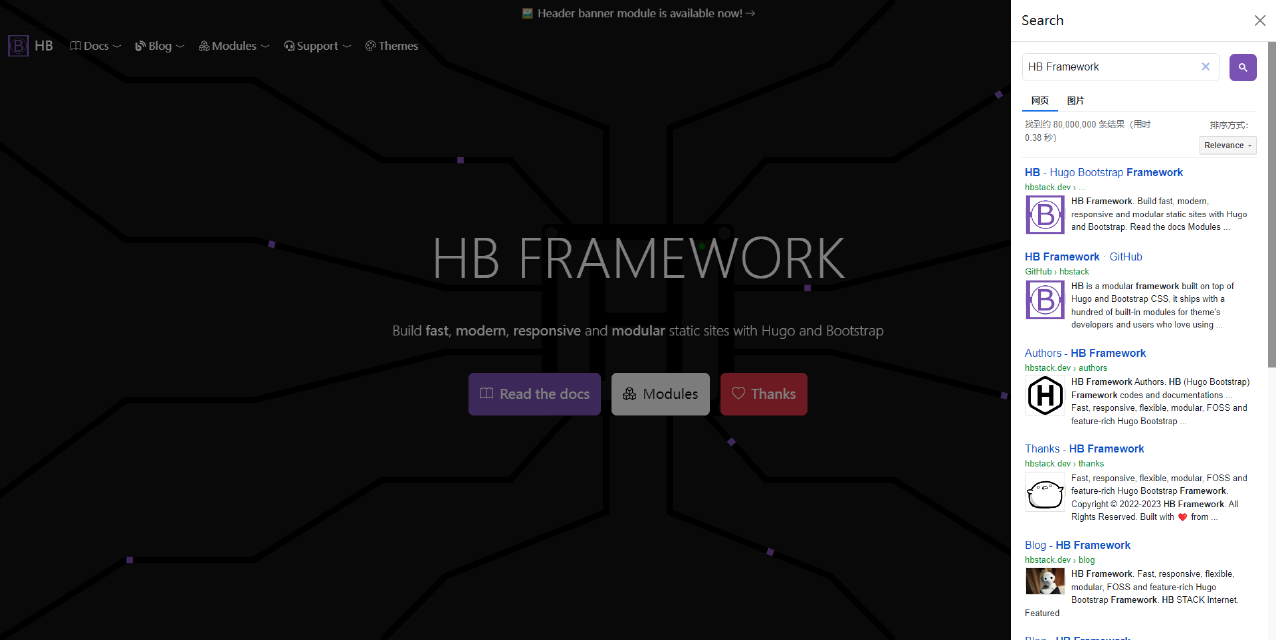 🖼️ Header banner module is available now! →
HB Docs Blog Modules Support Themes
HB FRAMEWORK
Build fast, modern, responsive and modular static sites with Hugo and Bootstrap
Read the docs Modules Thanks
Search
HB Framework
网页 图片
找到约 80,000,000 条结果（用时
0.38 秒）
排序方式:
Relevance
HB - Hugo Bootstrap Framework
hbstack.dev › ...
HB Framework. Build fast, modern,
responsive and modular static sites with Hugo
and Bootstrap. Read the docs Modules ...
HB Framework · GitHub
GitHub › hbstack
HB is a modular framework built on top of
Hugo and Bootstrap CSS, it ships with a
hundred of built-in modules for theme's
developers and users who love using ...
Authors - HB Framework
hbstack.dev › authors
HB Framework Authors. HB (Hugo Bootstrap)
Framework codes and documentations ...
Fast, responsive, flexible, modular, FOSS and
feature-rich Hugo Bootstrap ...
Thanks - HB Framework
hbstack.dev › thanks
Fast, responsive, flexible, modular, FOSS and
feature-rich Hugo Bootstrap Framework.
Copyright © 2022-2023 HB Framework. All
Rights Reserved. Built with ❤️ from ...
Blog - HB Framework
hbstack.dev › blog
HB Framework. Fast, responsive, flexible,
modular, FOSS and feature-rich Hugo
Bootstrap Framework. HB STACK Internet.
Featured
Blog - HB Framework